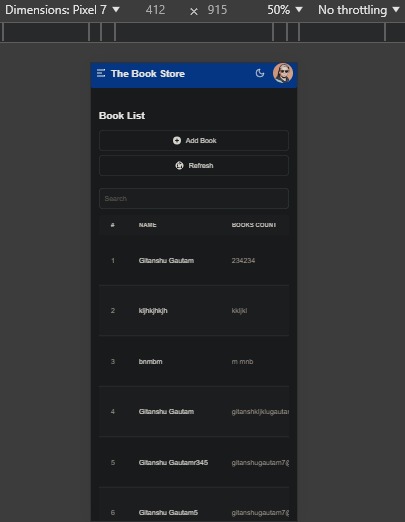 Dimensions: Pixel 7 ▼ 412 × 915 50% ▼ No throttling ▼
The Book Store
Book List
Add Book
Refresh
Search
# NAME BOOKS COUNT
1 Gitanshu Gautam 234234
2 kljhkjhkjh kkljkl
3 bnmbm m mnb
4 Gitanshu Gautam
5 Gitanshu Gautamr345 gitanshugautam7@
6 Gitanshu Gautam5 gitanshugautam7@